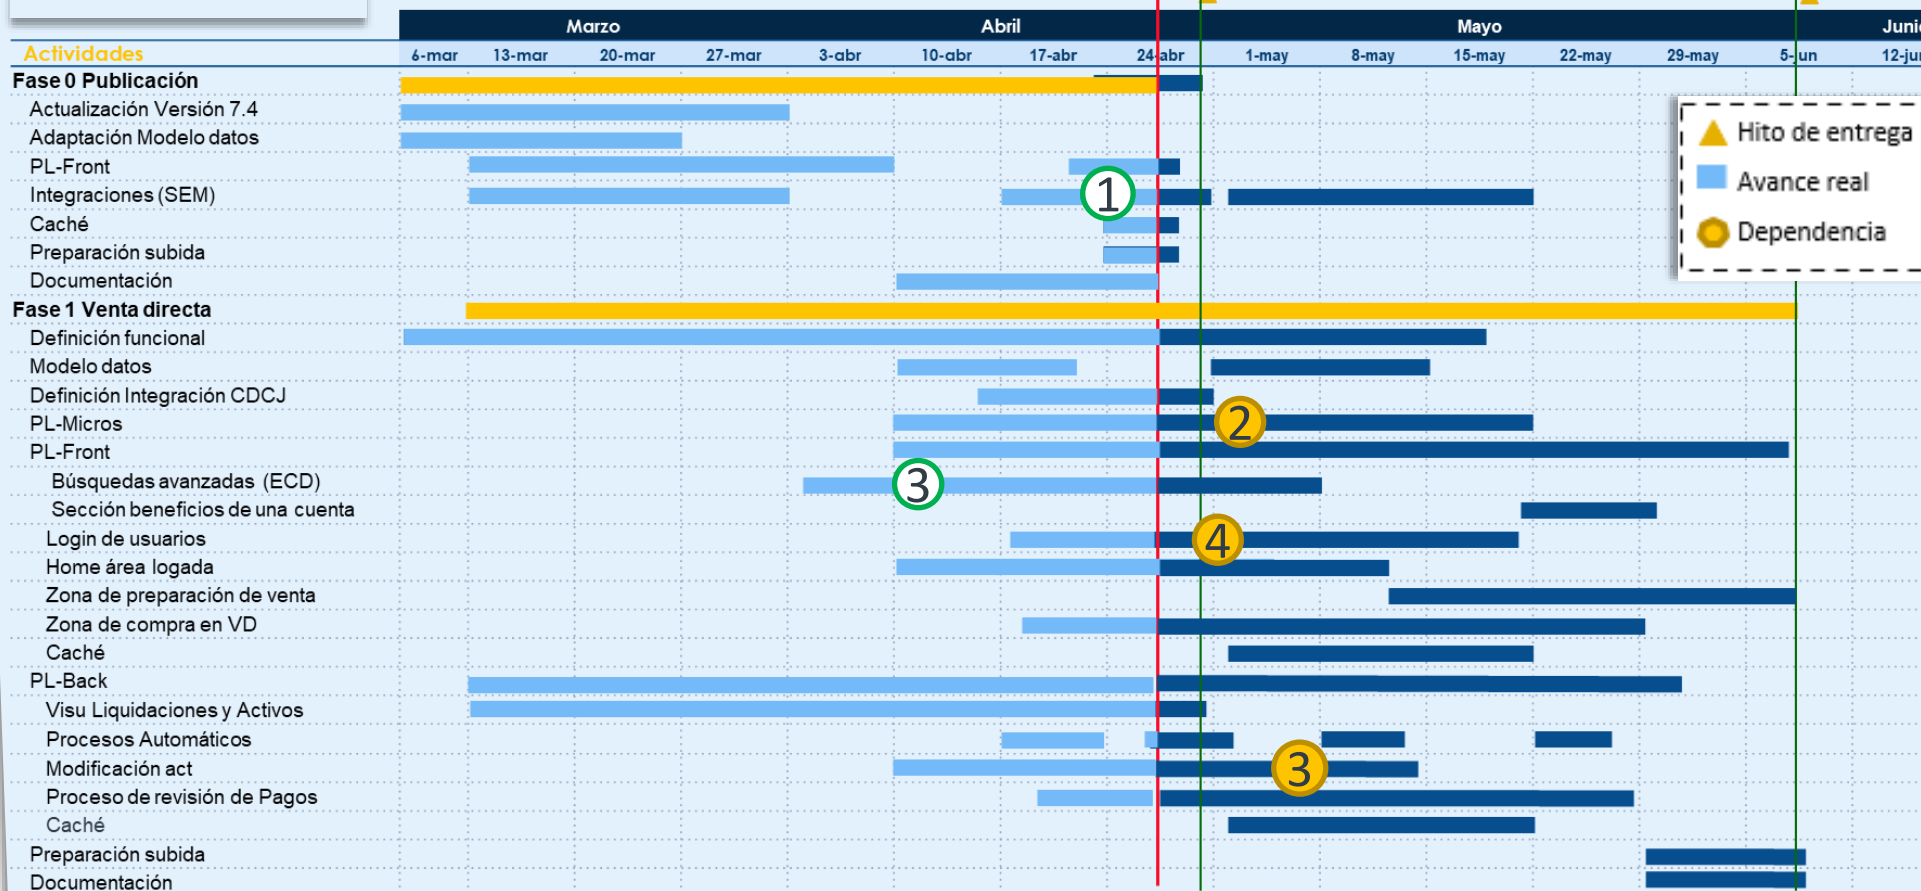 Marzo Abril Mayo Juni
Actividades 6-mar 13-mar 20-mar 27-mar 3-abr 10-abr 17-abr 24-abr 1-may 8-may 15-may 22-may 29-may 5-jun 12-jun
Fase 0 Publicación
Actualización Versión 7.4
Adaptación Modelo datos
PL-Front
Integraciones (SEM) 1
Caché
Preparación subida
Documentación
Hito de entrega
Avance real
Dependencia
Fase 1 Venta directa
Definición funcional
Modelo datos
Definición Integración CDCJ
PL-Micros 2
PL-Front
Búsquedas avanzadas (ECD) 3
Sección beneficios de una cuenta
Login de usuarios 4
Home área logada
Zona de preparación de venta
Zona de compra en VD
Caché
PL-Back
Visu Liquidaciones y Activos
Procesos Automáticos
Modificación act 3
Proceso de revisión de Pagos
Caché
Preparación subida
Documentación